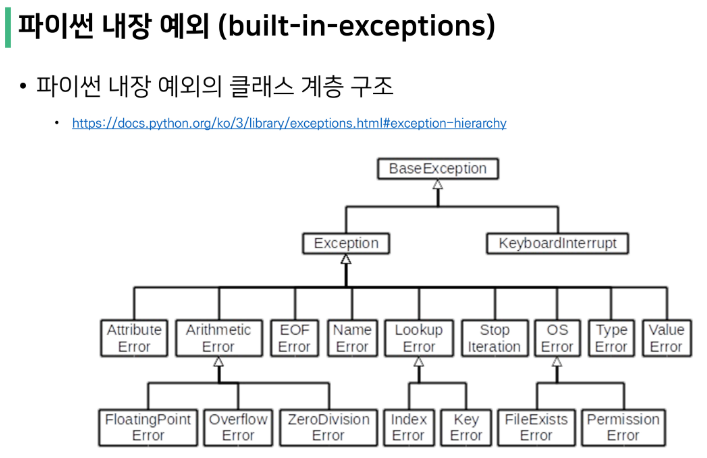 파이썬 내장 예외 (built-in-exceptions)
• 파이썬 내장 예외의 클래스 계층 구조
• https://docs.python.org/ko/3/library/exceptions.html#exception-hierarchy
BaseException
Exception
KeyboardInterrupt
Attribute
Error
Arithmetic
Error
EOF
Error
Name
Error
Lookup
Error
Stop
Iteration
OS
Error
Type
Error
Value
Error
FloatingPoint
Error
Overflow
Error
ZeroDivision
Error
Index
Error
Key
Error
FileExists
Error
Permission
Error